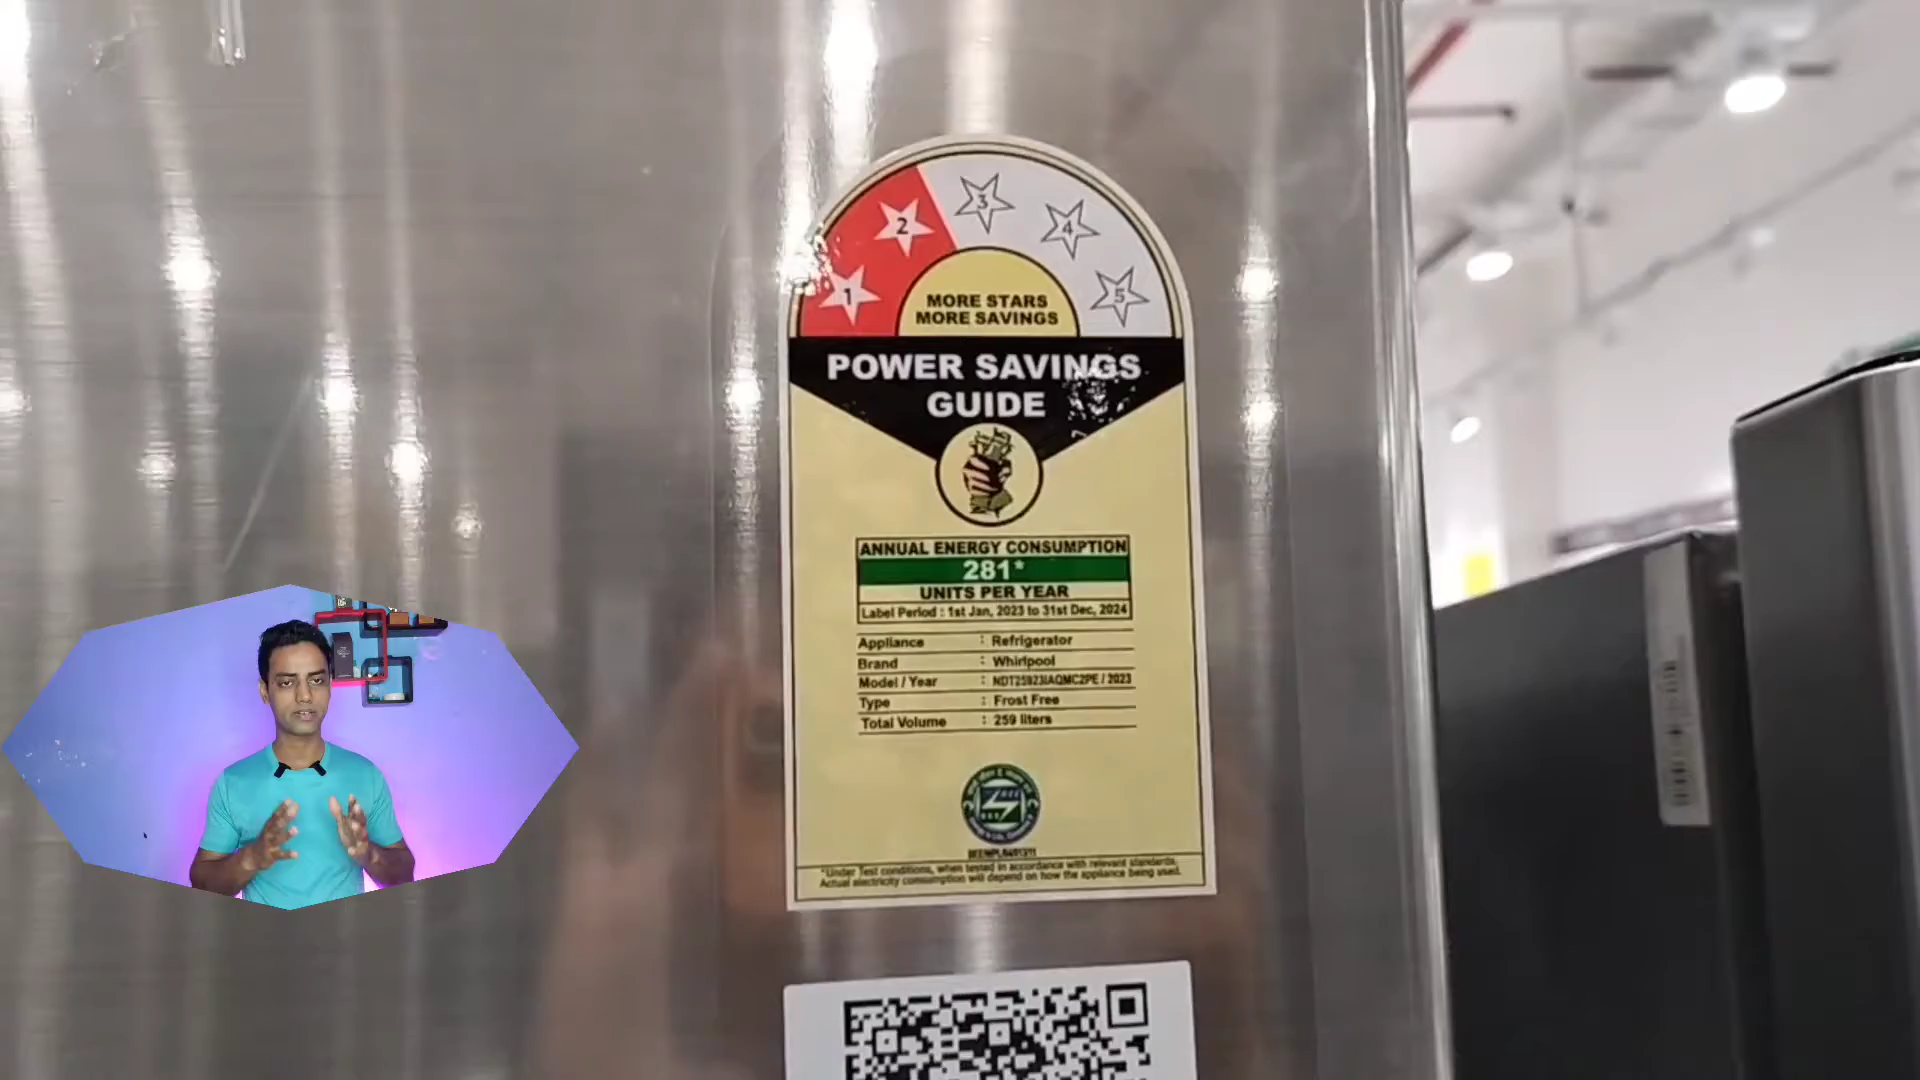 1
2
3
4
5
MORE STARS
MORE SAVINGS
POWER SAVINGS
GUIDE
ANNUAL ENERGY CONSUMPTION
281*
UNITS PER YEAR
Label Period : 1st Jan, 2023 to 31st Dec, 2024
Appliance : Refrigerator
Brand : Whirlpool
Model / Year : NDT25923IAQMC2PE / 2023
Type : Frost Free
Total Volume : 259 liters
*Under Test conditions, when tested in accordance with relevant standards.
Actual electricity consumption will depend on how the appliance being used.